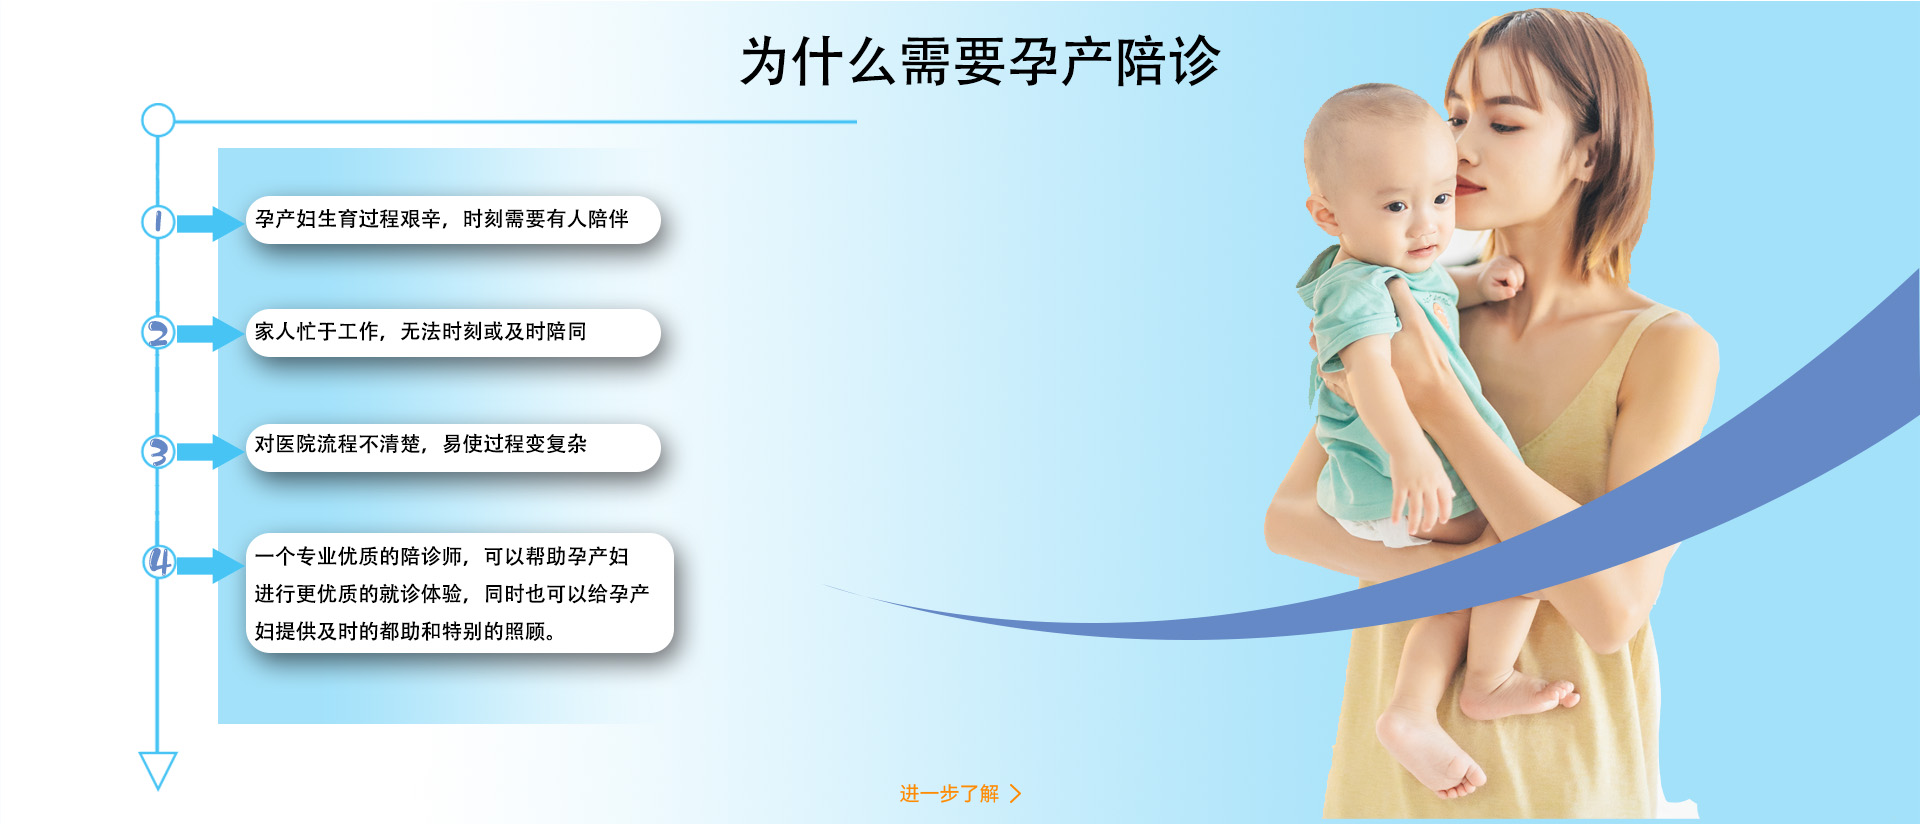 为什么需要孕产陪诊
1
孕产妇生育过程艰辛，时刻需要有人陪伴
2
家人忙于工作，无法时刻或及时陪同
3
对医院流程不清楚，易使过程变复杂
4
一个专业优质的陪诊师，可以帮助孕产妇
进行更优质的就诊体验，同时也可以给孕产
妇提供及时的都助和特别的照顾。
进一步了解 >